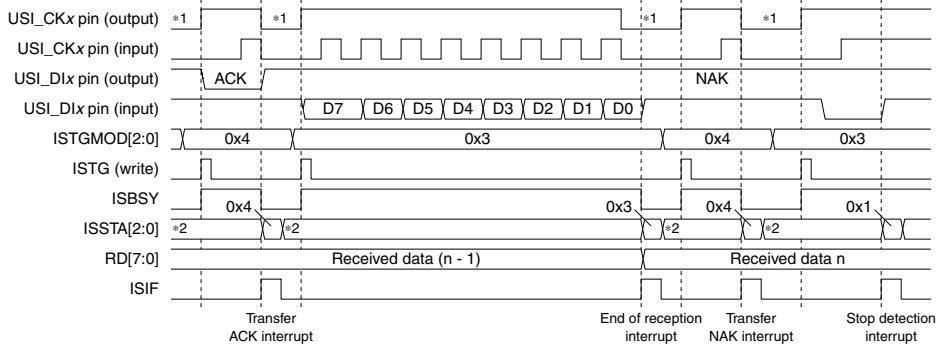 USI_CKx pin (output) *1 *1 *1 *1
USI_CKx pin (input)
USI_DIx pin (output) ACK NAK
USI_DIx pin (input) D7 D6 D5 D4 D3 D2 D1 D0
ISTGMOD[2:0] 0x4 0x3 0x4 0x3
ISTG (write)
ISBSY
0x4 0x3 0x4 0x1
ISSTA[2:0] *2 *2 *2 *2
RD[7:0] Received data (n - 1) Received data n
ISIF
Transfer End of reception Transfer Stop detection
ACK interrupt interrupt NAK interrupt interrupt